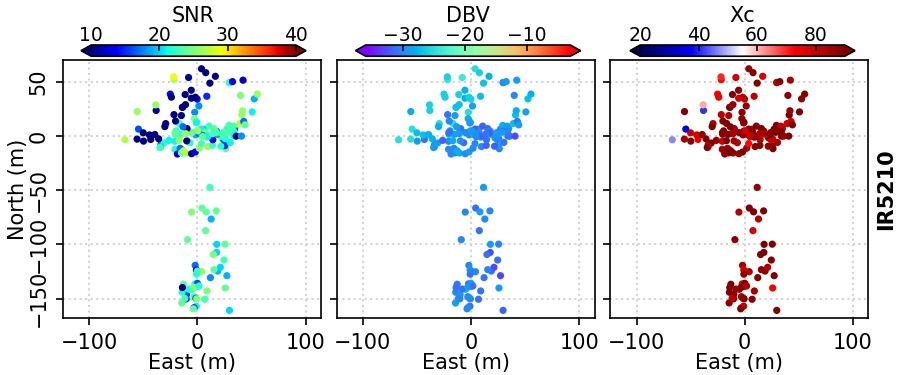 SNR DBV Xc
10 20 30 40 −30 −20 −10 20 40 60 80
50
0
−50
−100
−150
North (m)
−100 0 100 −100 0 100 −100 0 100
East (m) East (m) East (m)
IR5210